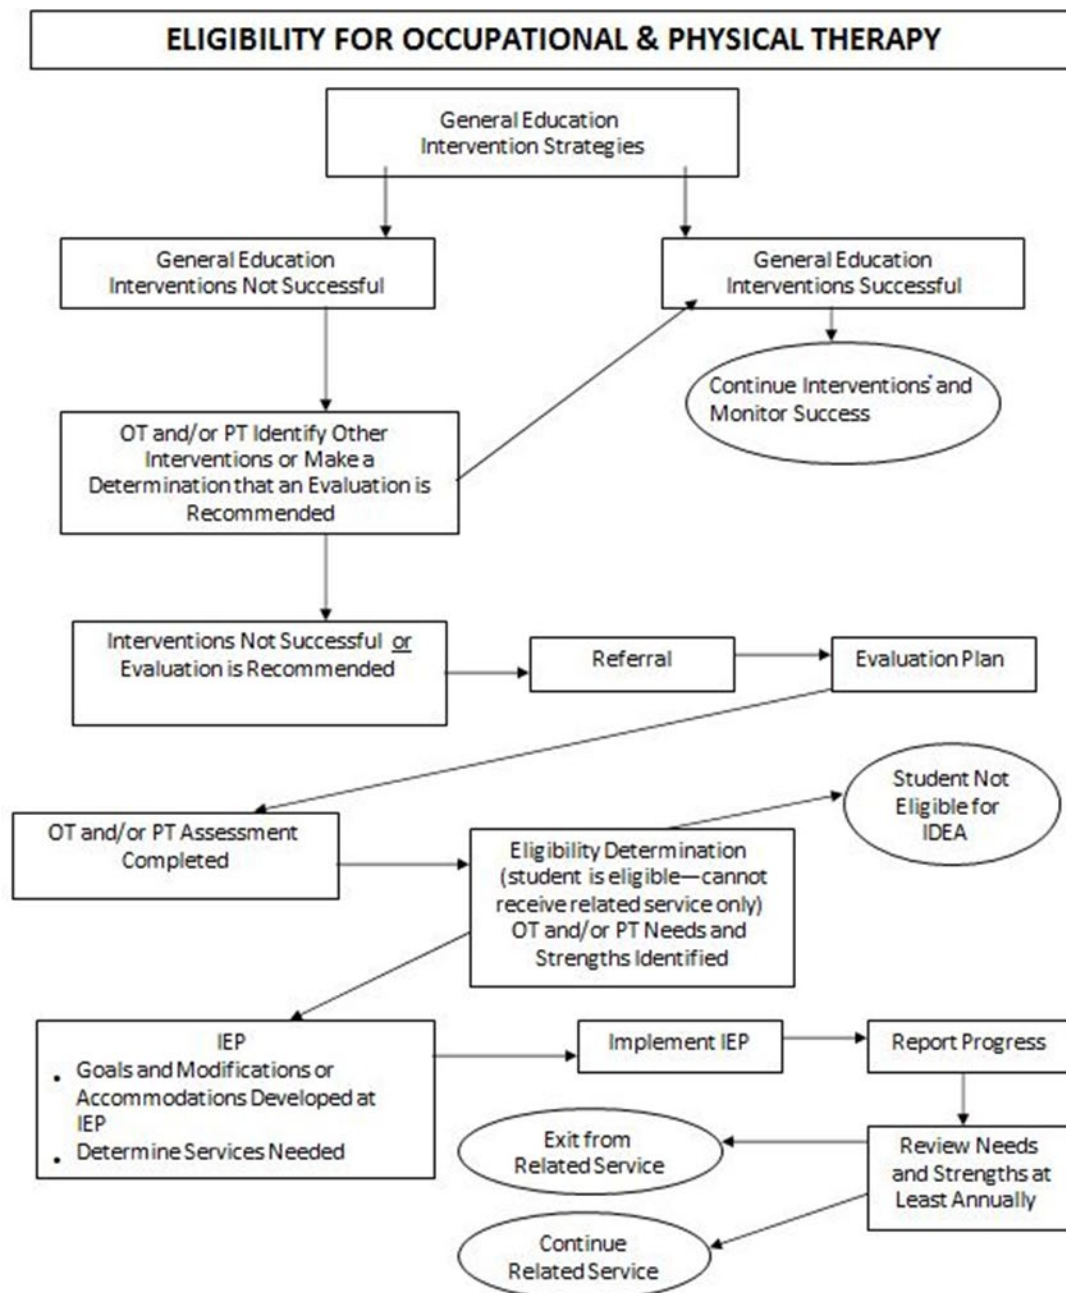 ELIGIBILITY FOR OCCUPATIONAL & PHYSICAL THERAPY
General Education
Intervention Strategies
General Education
Interventions Not Successful
General Education
Interventions Successful
Continue Interventions and
Monitor Success
OT and/or PT Identify Other
Interventions or Make a
Determination that an Evaluation is
Recommended
Interventions Not Successful or
Evaluation is Recommended
Referral
Evaluation Plan
Student Not
Eligible for
IDEA
OT and/or PT Assessment
Completed
Eligibility Determination
(student is eligible—cannot
receive related service only)
OT and/or PT Needs and
Strengths Identified
IEP
• Goals and Modifications or
Accommodations Developed at
IEP
• Determine Services Needed
Implement IEP
Report Progress
Exit from
Related Service
Review Needs
and Strengths at
Least Annually
Continue
Related Service